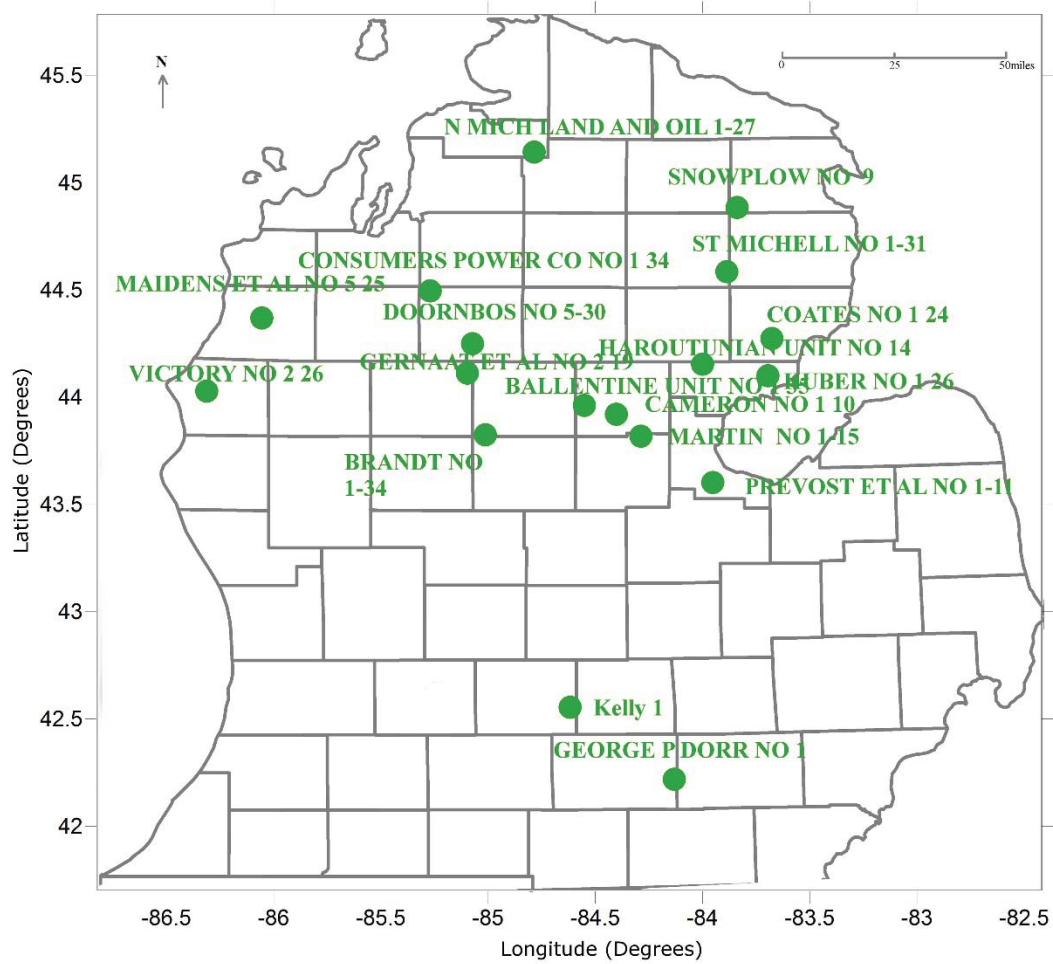 N
0 25 50miles
45.5
N MICH LAND AND OIL 1-27
SNOWPLOW NO 9
45
ST MICHELL NO 1-31
CONSUMERS POWER CO NO 1 34
MAIDENS ET AL NO 5 25
44.5
DOORNBOS NO 5-30
COATES NO 1 24
HAROUTUNIAN UNIT NO 14
GERNAAT ET AL NO 2 19
VICTORY NO 2 26
HUBER NO 1 26
BALLENTINE UNIT NO
44
CAMERON NO 1 10
MARTIN NO 1-15
BRANDT NO
1-34
PREVOST ET AL NO 1-11
43.5
Latitude (Degrees)
43
Kelly 1
42.5
GEORGE P DORR NO 1
42
-86.5 -86 -85.5 -85 -84.5 -84 -83.5 -83 -82.5
Longitude (Degrees)